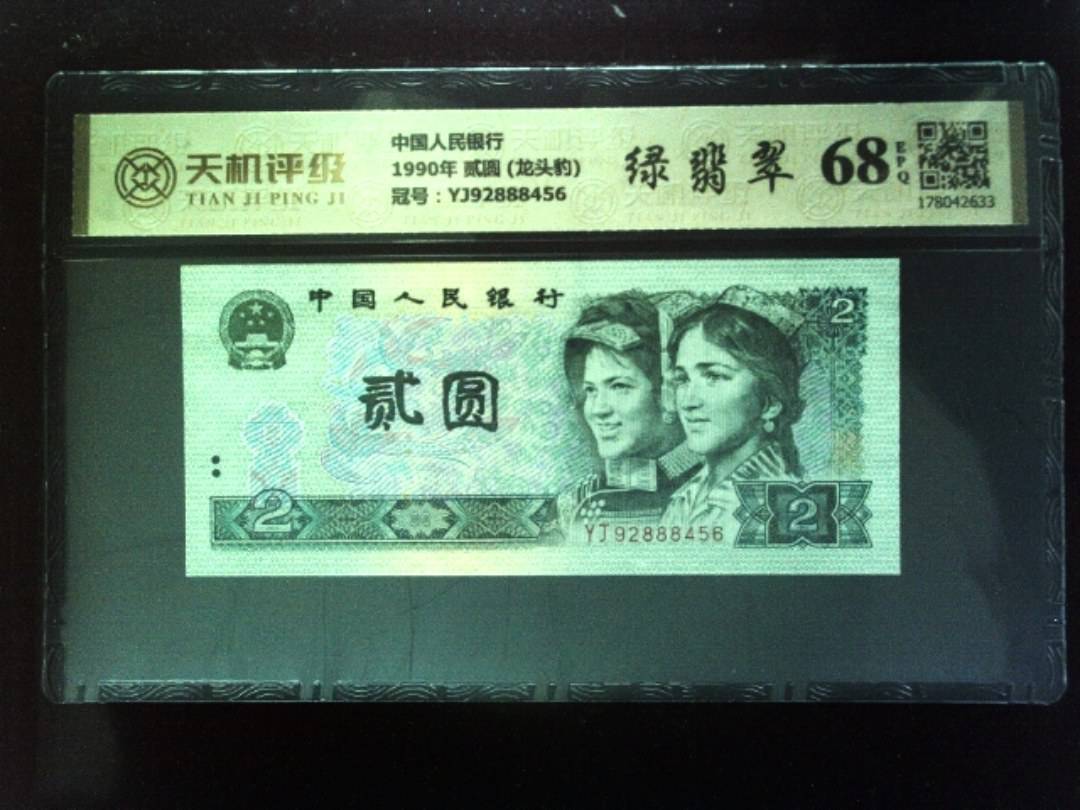 天机评级
TIAN JI PING JI
中国人民银行
1990年 贰圆 (龙头豹)
冠号：YJ92888456
绿翡翠
68
EPQ
178042633
中国人民银行
2
贰圆
2
YJ92888456
2